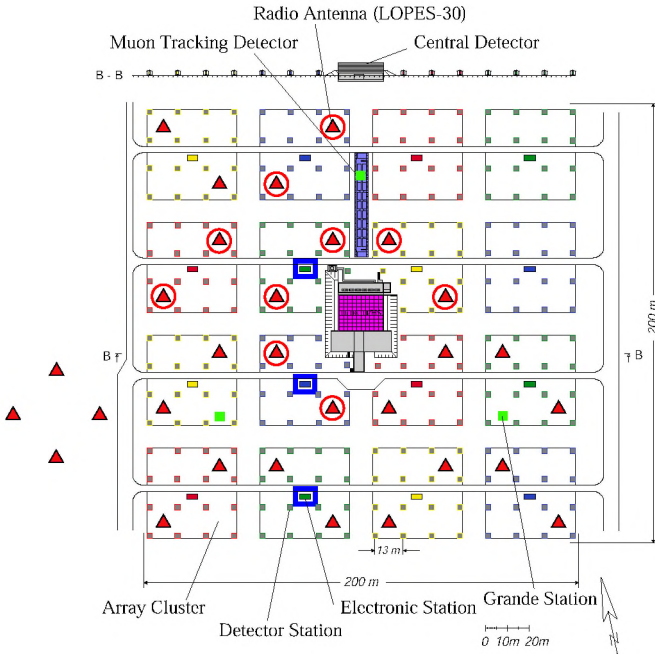 Radio Antenna (LOPES-30)
Muon Tracking Detector
Central Detector
B - B
B
B
200 m
13 m
200 m
Array Cluster
Electronic Station
Grande Station
Detector Station
0 10m 20m